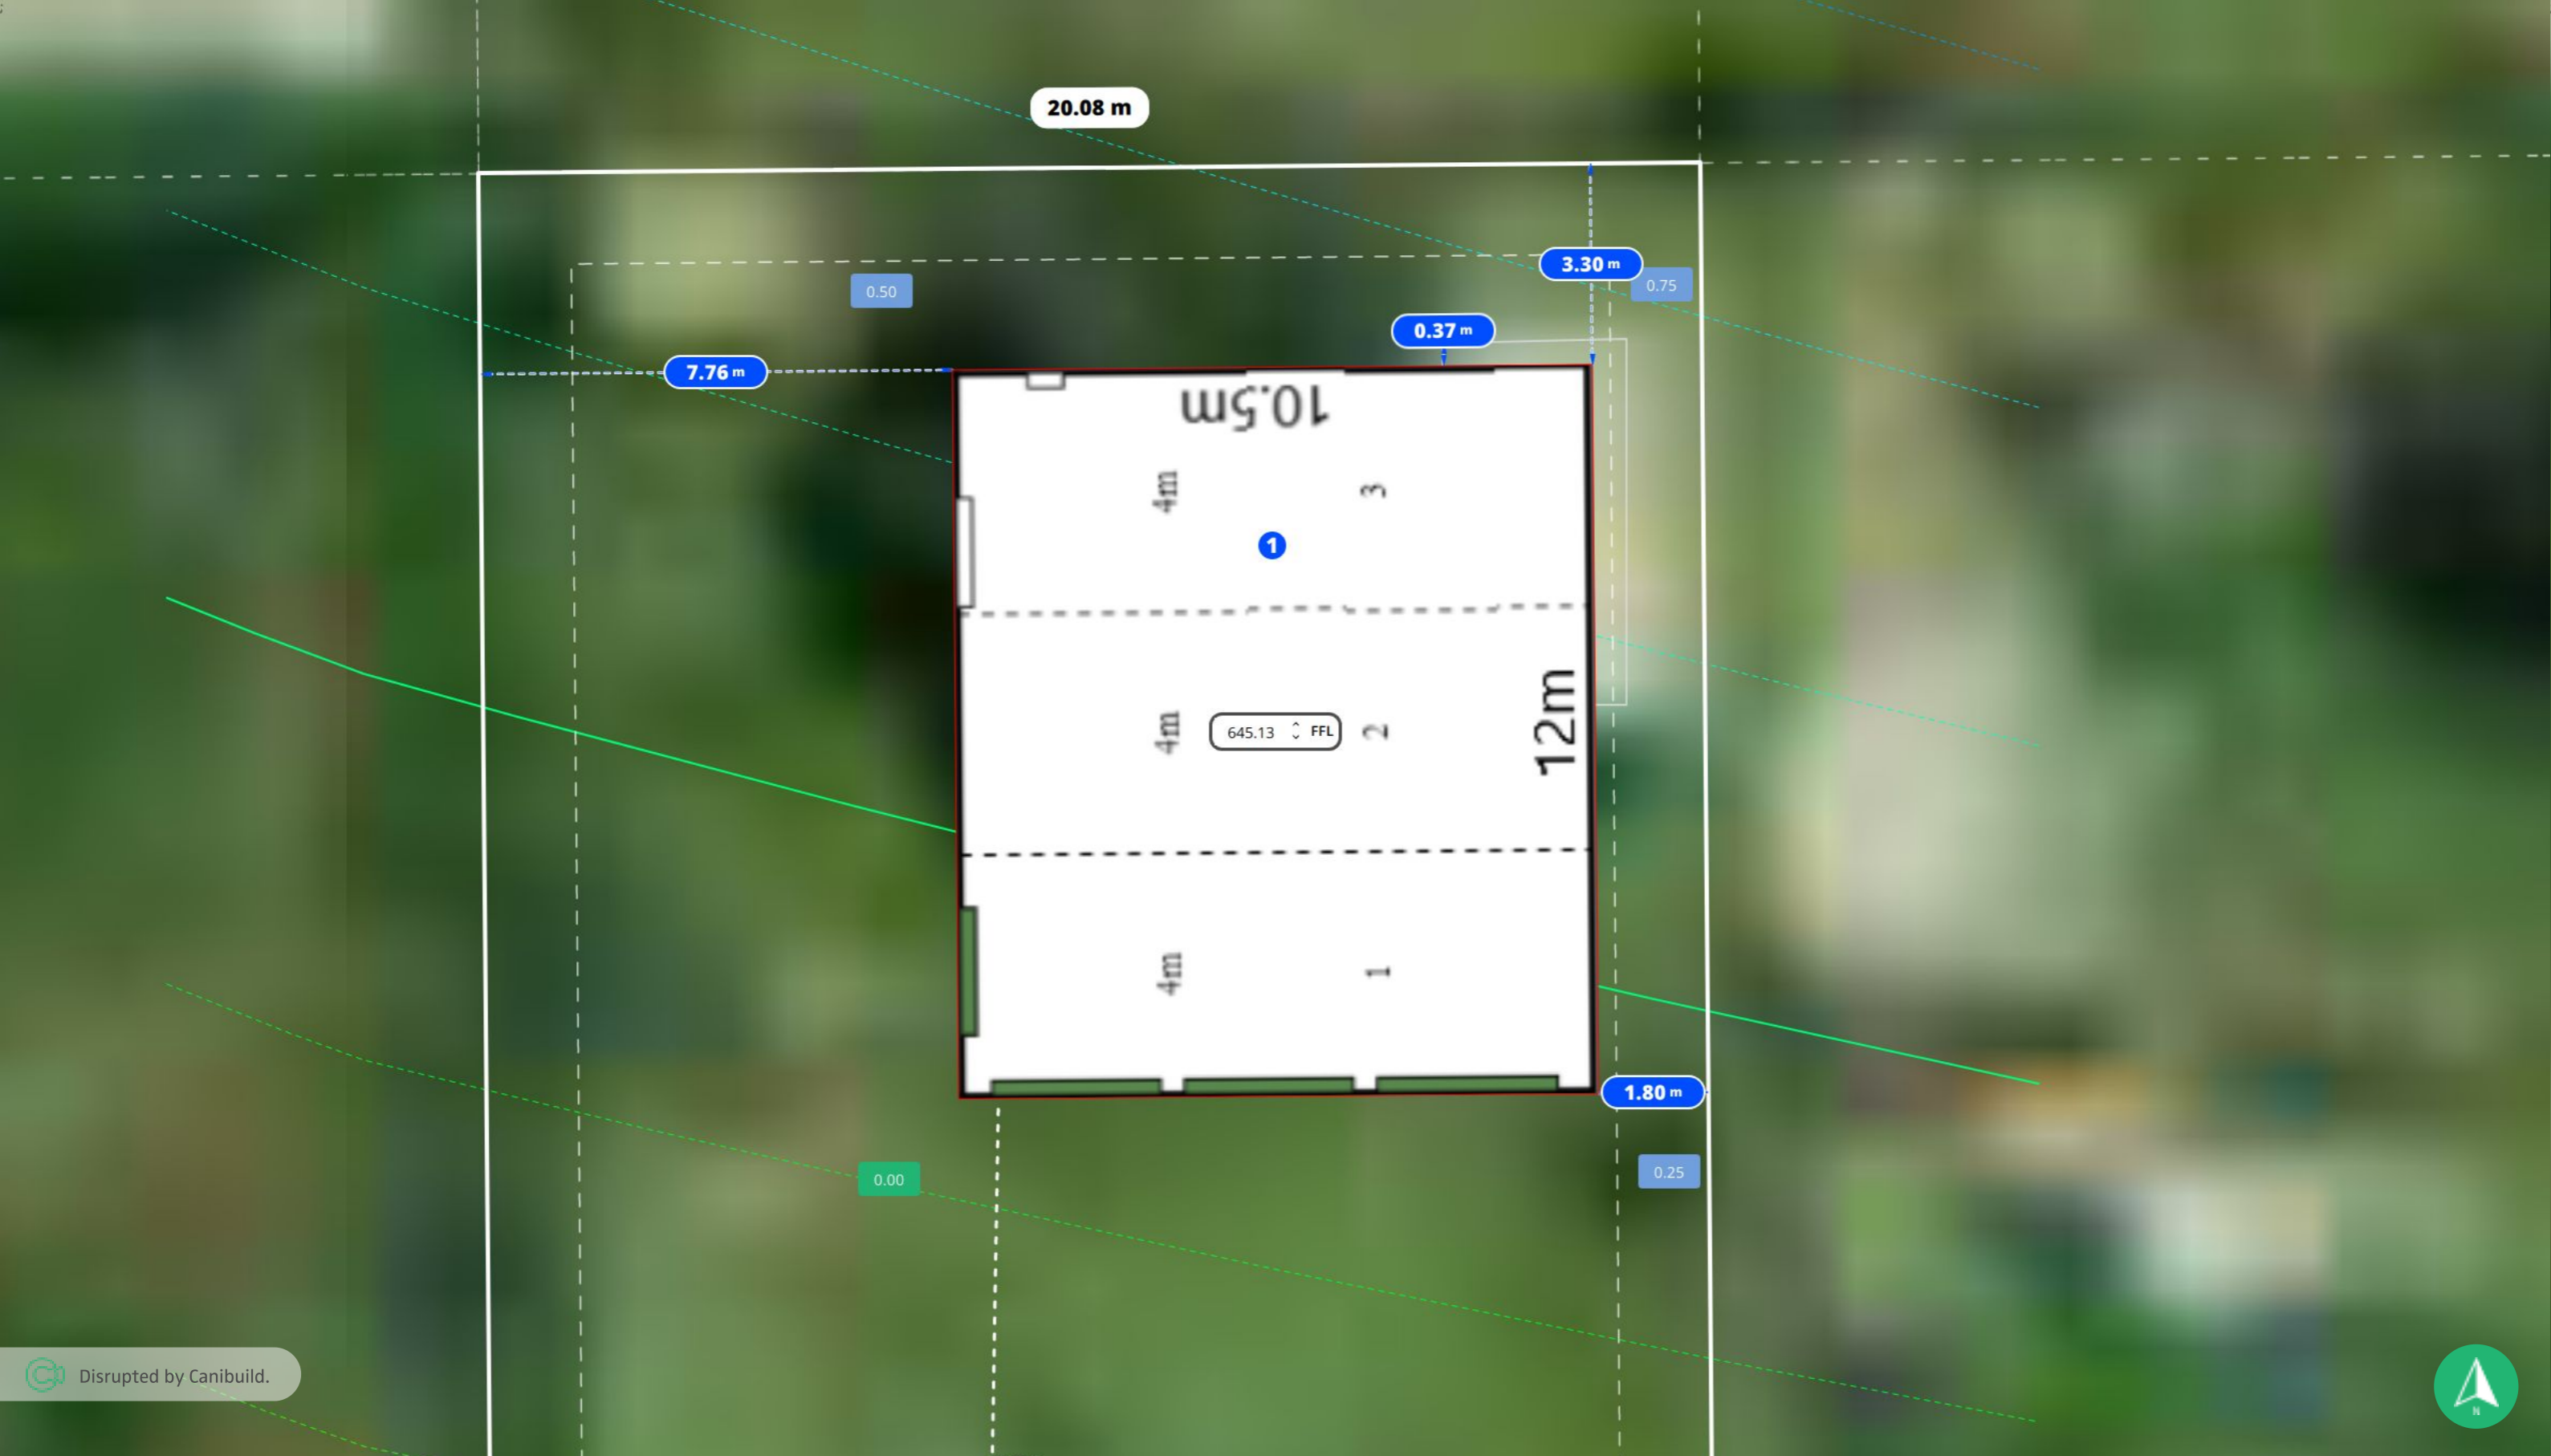 20.08 m
3.30 m
0.50
0.75
0.37 m
7.76 m
10.5m
4m
3
1
12m
4m
645.13 FFL
2
4m
1
1.80 m
0.00
0.25
Disrupted by Canibuild.
N